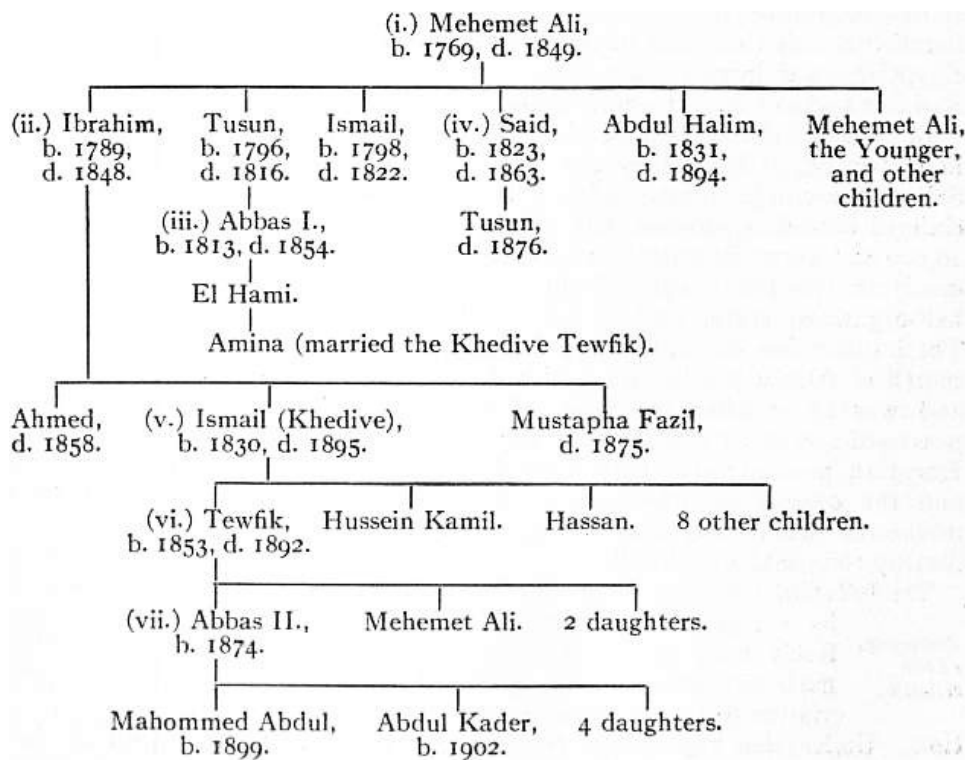 (i.) Mehemet Ali,
b. 1769, d. 1849.
(ii.) Ibrahim,
b. 1789,
d. 1848.
Tusun,
b. 1796,
d. 1816.
Ismail,
b. 1798,
d. 1822.
(iv.) Said,
b. 1823,
d. 1863.
Abdul Halim,
b. 1831,
d. 1894.
Mehemet Ali,
the Younger,
and other
children.
(iii.) Abbas I.,
b. 1813, d. 1854.
Tusun,
d. 1876.
El Hami.
Amina (married the Khedive Tewfik).
Ahmed,
d. 1858.
(v.) Ismail (Khedive),
b. 1830, d. 1895.
Mustapha Fazil,
d. 1875.
(vi.) Tewfik,
b. 1853, d. 1892.
Hussein Kamil.
Hassan.
8 other children.
(vii.) Abbas II.,
b. 1874.
Mehemet Ali.
2 daughters.
Mahommed Abdul,
b. 1899.
Abdul Kader,
b. 1902.
4 daughters.